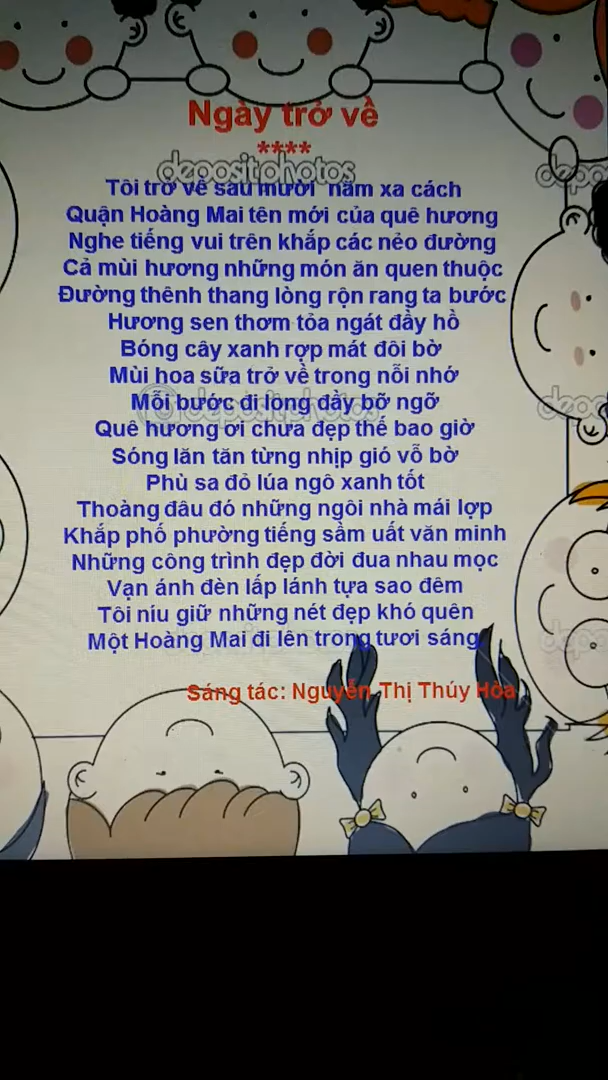 Ngày trở về
****
depositphotos
Tôi trở về sau mười năm xa cách
Quận Hoàng Mai tên mới của quê hương
Nghe tiếng vui trên khắp các nẻo đường
Cả mùi hương những món ăn quen thuộc
Đường thênh thang lòng rộn rang ta bước
Hương sen thơm tỏa ngát đầy hồ
Bóng cây xanh rợp mát đôi bờ
Mùi hoa sữa trở về trong nỗi nhớ
Mỗi bước đi lòng đầy bỡ ngỡ
Quê hương ơi chưa đẹp thế bao giờ
Sóng lăn tăn từng nhịp gió vỗ bờ
Phù sa đỏ lúa ngô xanh tốt
Thoảng đâu đó những ngôi nhà mái lợp
Khắp phố phường tiếng sầm uất văn minh
Những công trình đẹp đời đua nhau mọc
Vạn ánh đèn lấp lánh tựa sao đêm
Tôi níu giữ những nét đẹp khó quên
Một Hoàng Mai đi lên trong tươi sáng
Sáng tác: Nguyễn Thị Thúy Hòa